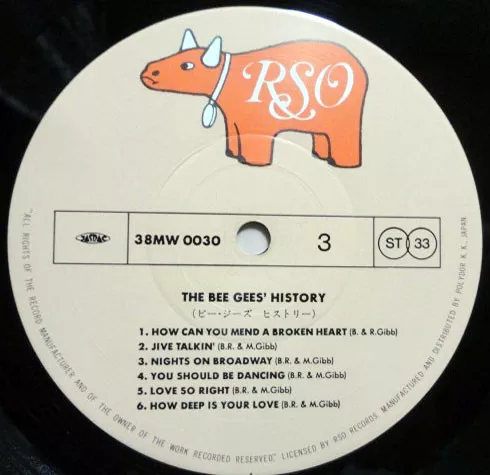 RSO
JASRAC
38MW 0030
3
ST 33
THE BEE GEES' HISTORY
(ビー・ジーズ ヒストリー)
1. HOW CAN YOU MEND A BROKEN HEART (B. & R.Gibb)
2. JIVE TALKIN' (B.R. & M.Gibb)
3. NIGHTS ON BROADWAY (B.R. & M.Gibb)
4. YOU SHOULD BE DANCING (B.R. & M.Gibb)
5. LOVE SO RIGHT (B.R. & M.Gibb)
6. HOW DEEP IS YOUR LOVE (B.R. & M.Gibb)
"ALL RIGHTS OF THE RECORD MANUFACTURER AND OF THE OWNER OF THE WORK RECORDED RESERVED." LICENSED BY RSO RECORDS. MANUFACTURED AND DISTRIBUTED BY POLYDOR K. K., JAPAN